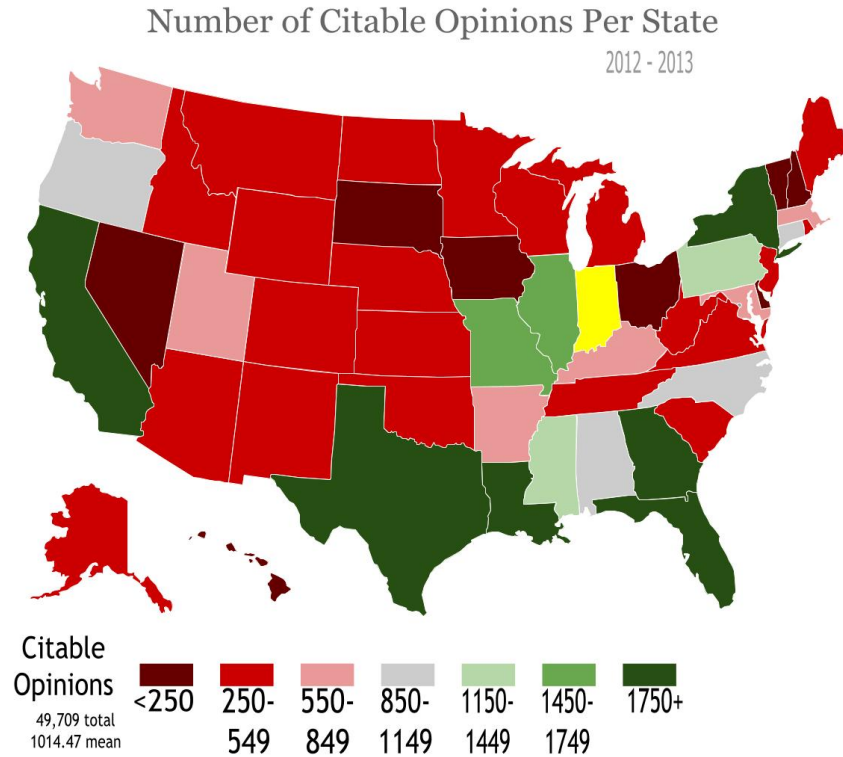 Number of Citable Opinions Per State
2012 - 2013
Citable
Opinions
49,709 total
1014.47 mean
<250
250-
549
550-
849
850-
1149
1150-
1449
1450-
1749
1750+